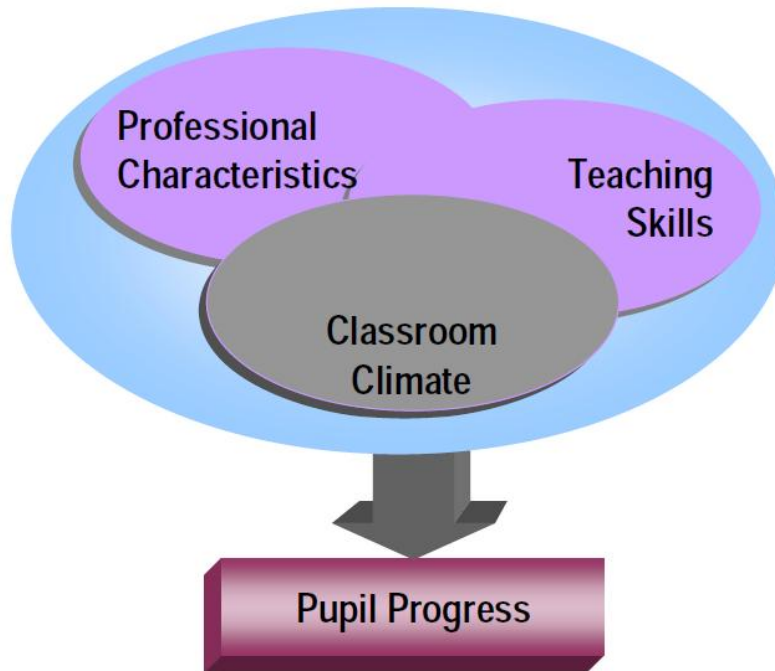 Professional
Characteristics
Teaching
Skills
Classroom
Climate
Pupil Progress